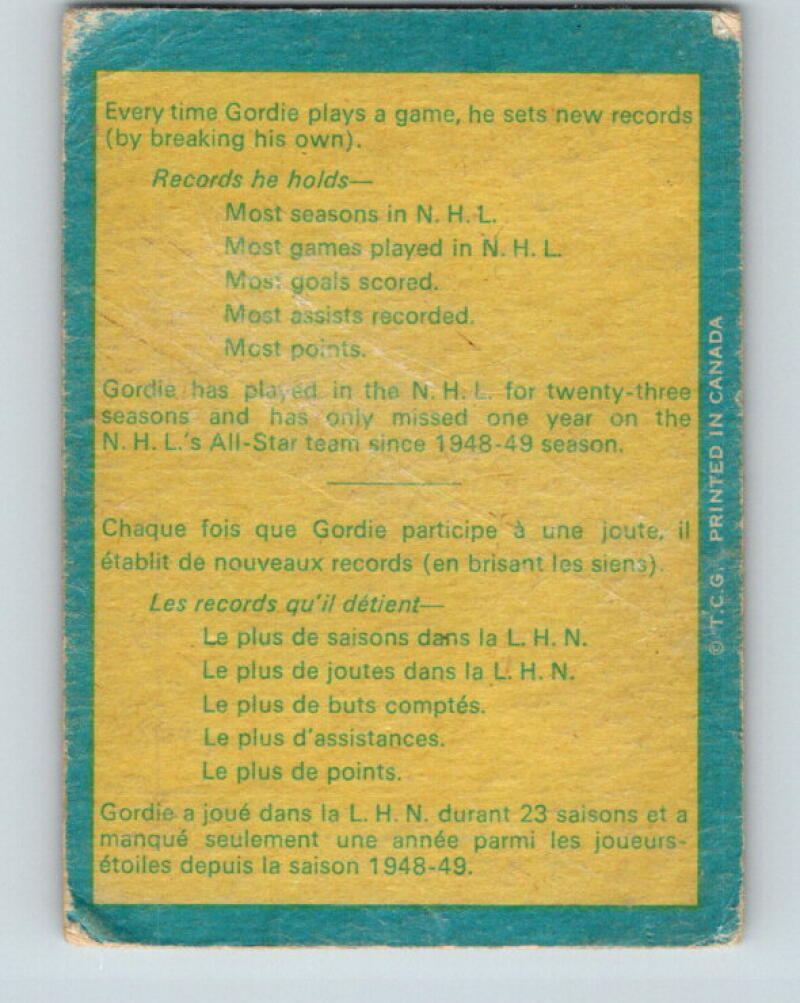 Every time Gordie plays a game, he sets new records
(by breaking his own).
Records he holds—
Most seasons in N. H. L.
Most games played in N. H. L.
Most goals scored.
Most assists recorded.
Most points.
Gordie has played in the N. H. L. for twenty-three
seasons and has only missed one year on the
N. H. L.'s All-Star team since 1948-49 season.
Chaque fois que Gordie participe à une joute, il
établit de nouveaux records (en brisant les siens).
Les records qu'il détient—
Le plus de saisons dans la L. H. N.
Le plus de joutes dans la L. H. N.
Le plus de buts comptés.
Le plus d'assistances.
Le plus de points.
Gordie a joué dans la L. H. N. durant 23 saisons et a
manqué seulement une année parmi les joueurs-
étoiles depuis la saison 1948-49.
© T.C.G. PRINTED IN CANADA